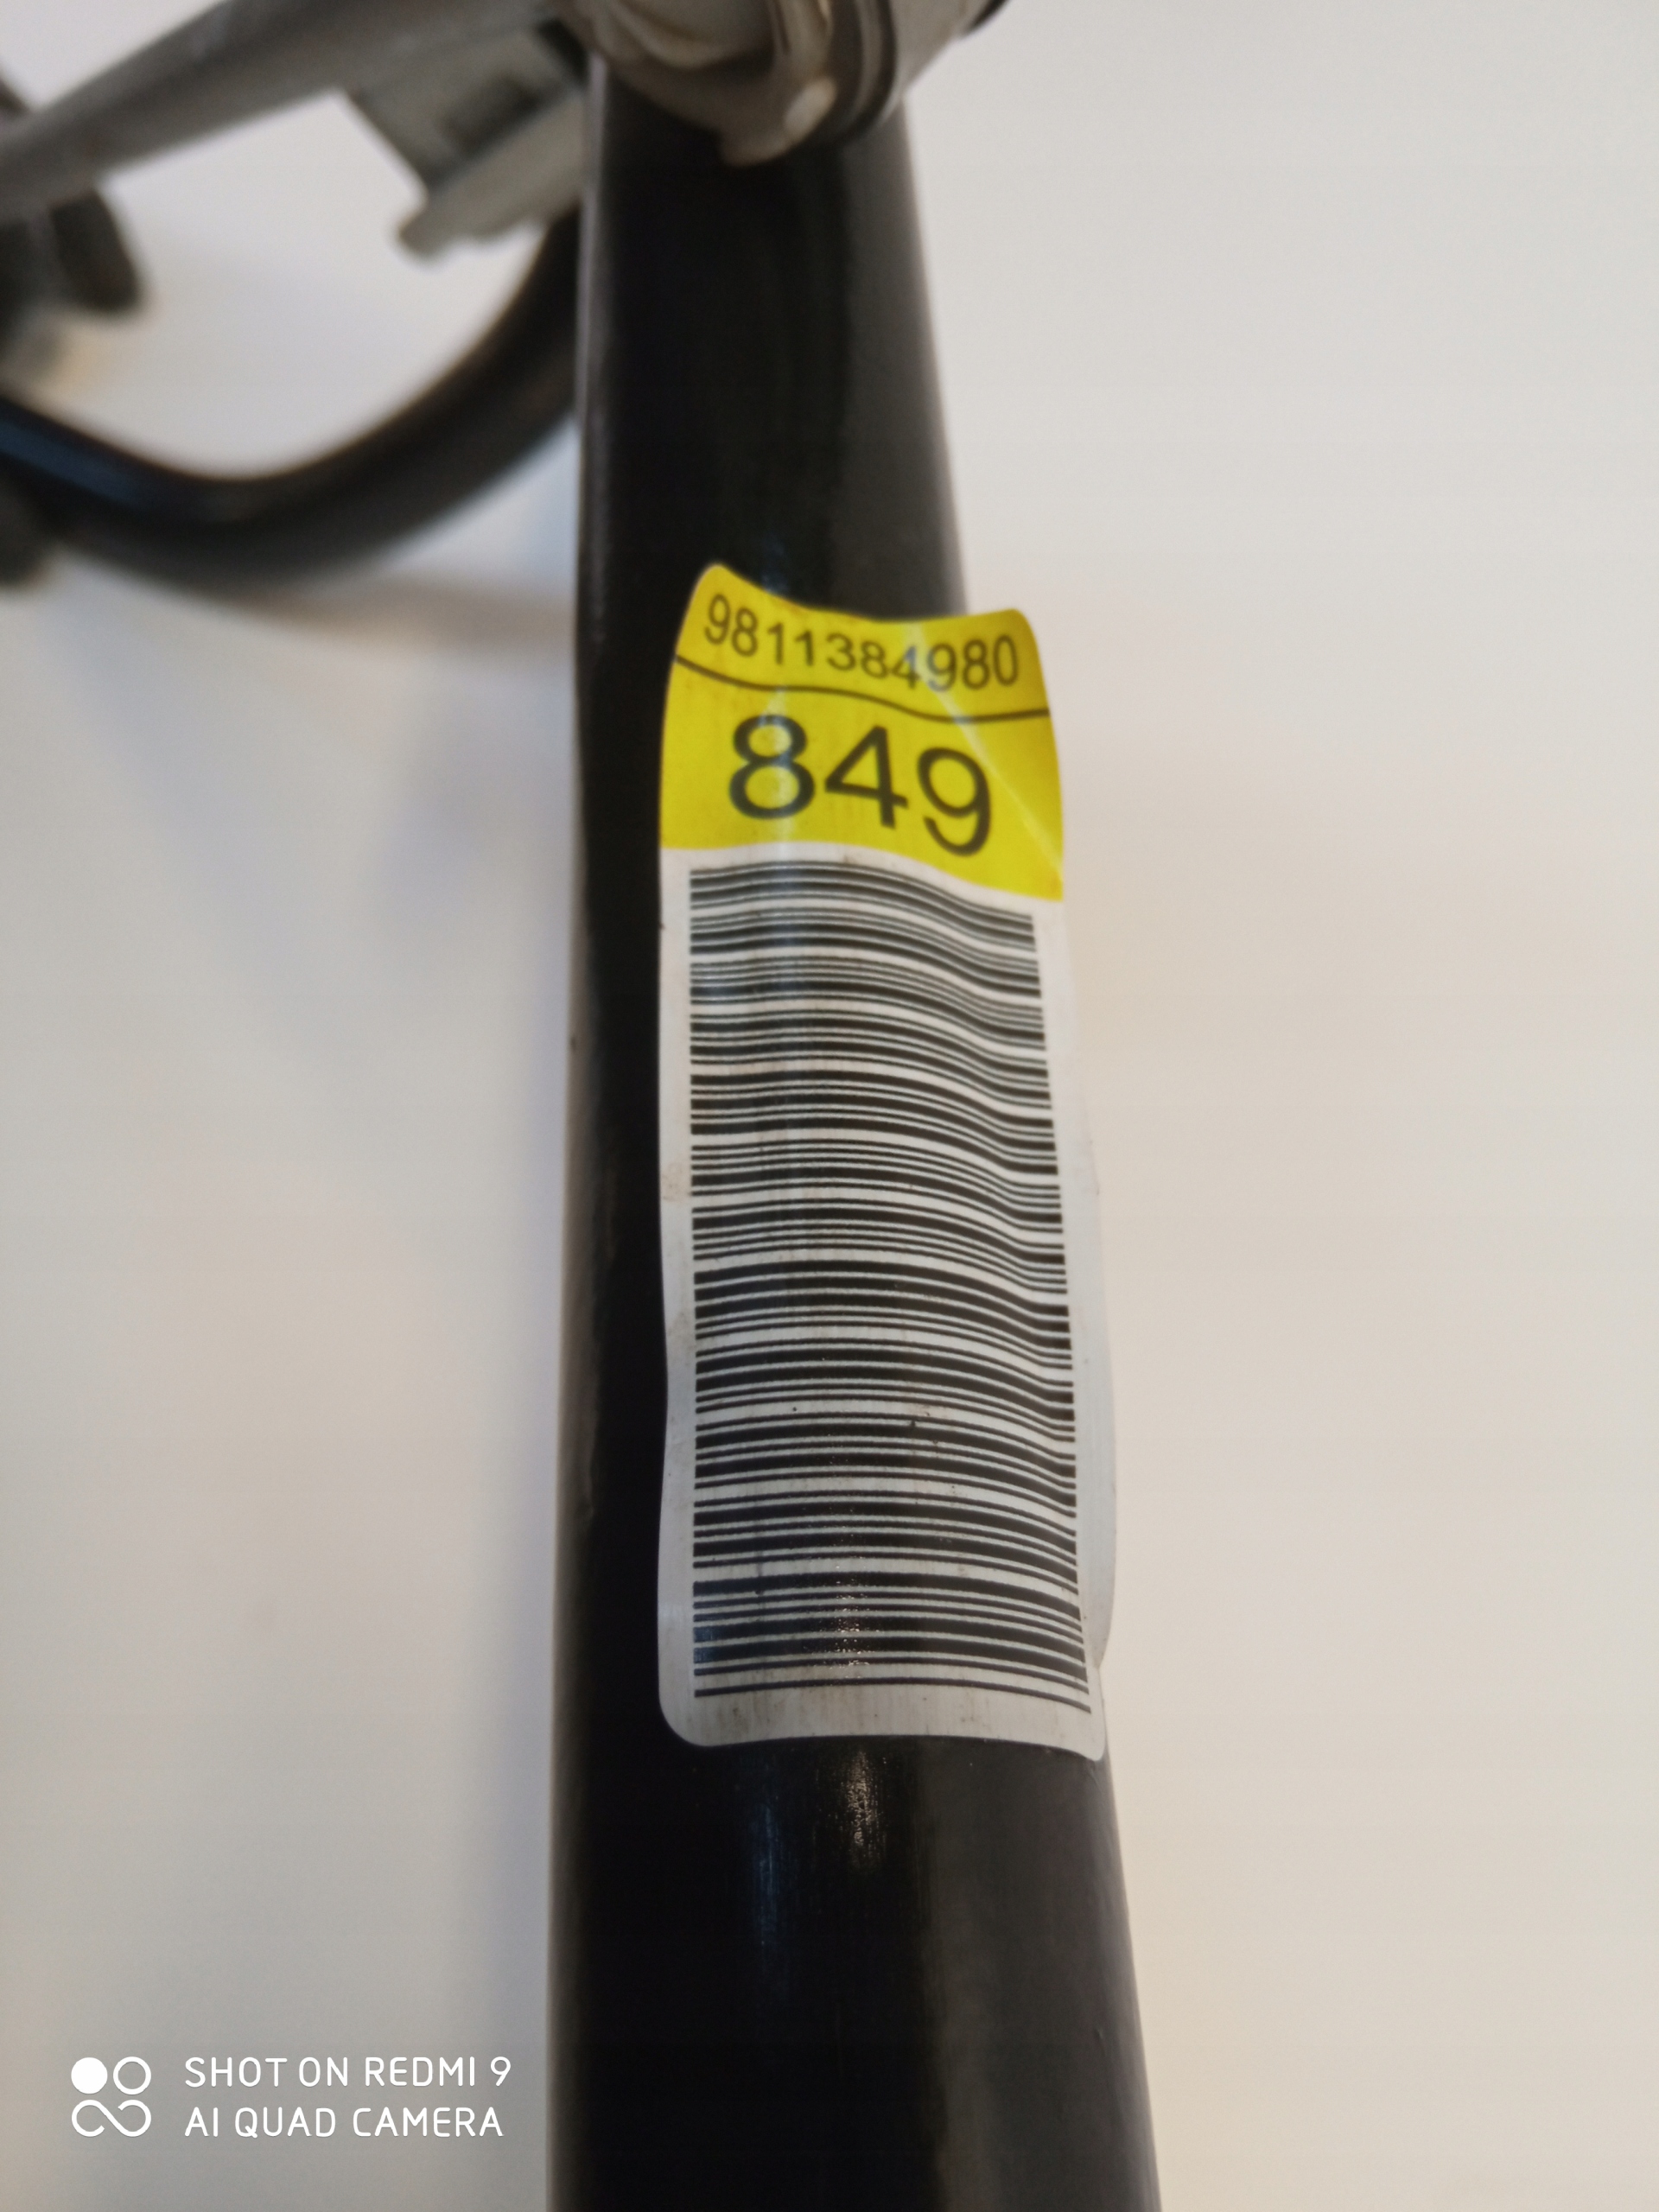 9811384980
849
SHOT ON REDMI 9
AI QUAD CAMERA